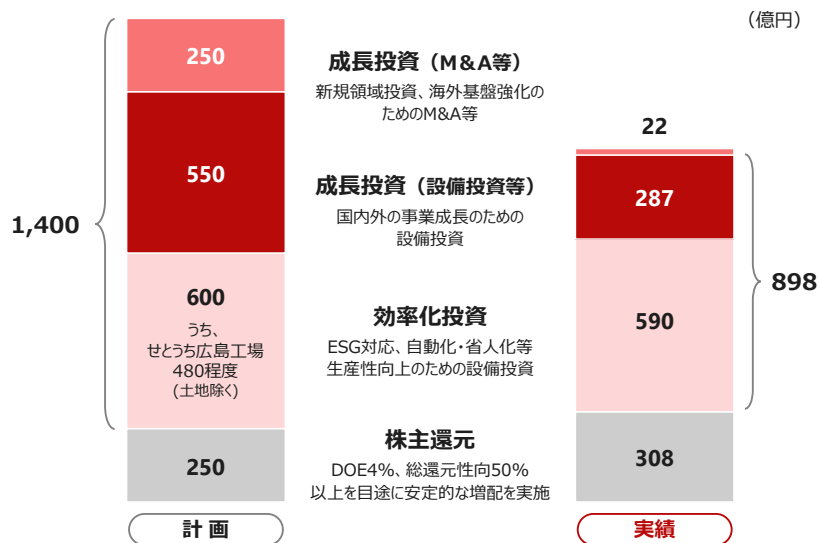 (億円)
250
成長投資(M&A等)
新規領域投資、海外基盤強化の
ためのM&A等
22
550
成長投資(設備投資等)
国内外の事業成長のための
設備投資
287
1,400
600
うち、
せとうち広島工場
480程度
(土地除く)
効率化投資
ESG対応、自動化・省人化等
生産性向上のための設備投資
590
898
250
株主還元
DOE4%、総還元性向50%
以上を目途に安定的な増配を実施
308
計画
実績